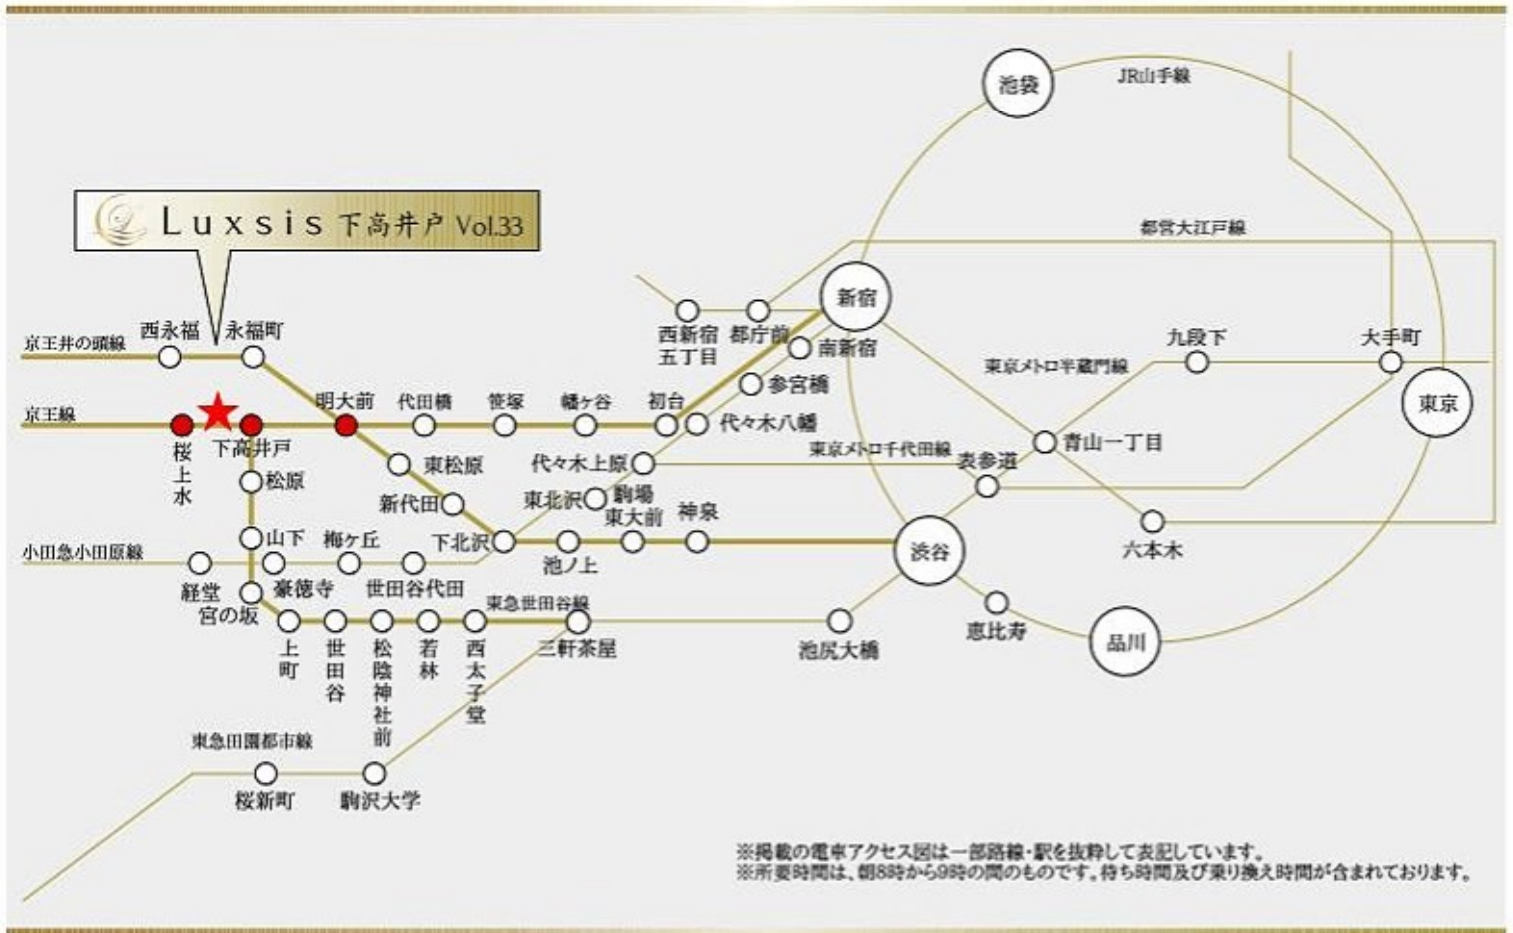 池袋
JR山手線
Luxsis 下高井戸 Vol.33
都営大江戸線
新宿
西新宿
五丁目
都庁前
南新宿
京王井の頭線
西永福
永福町
九段下
大手町
東京メトロ半蔵門線
参宮橋
東京
京王線
明大前
代田橋
笹塚
幡ヶ谷
初台
代々木八幡
桜上水
下高井戸
東京メトロ千代田線
青山一丁目
表参道
東松原
代々木上原
松原
新代田
東北沢
駒場
東大前
神泉
小田急小田原線
山下
梅ヶ丘
下北沢
池ノ上
渋谷
六本木
経堂
豪徳寺
世田谷代田
宮の坂
東急世田谷線
恵比寿
品川
上町
世田谷
松陰神社前
若林
西太子堂
三軒茶屋
池尻大橋
東急田園都市線
桜新町
駒沢大学
※掲載の電車アクセス図は一部路線・駅を抜粋して表記しています。
※所要時間は、朝8時から9時の間のものです。待ち時間及び乗り換え時間が含まれております。